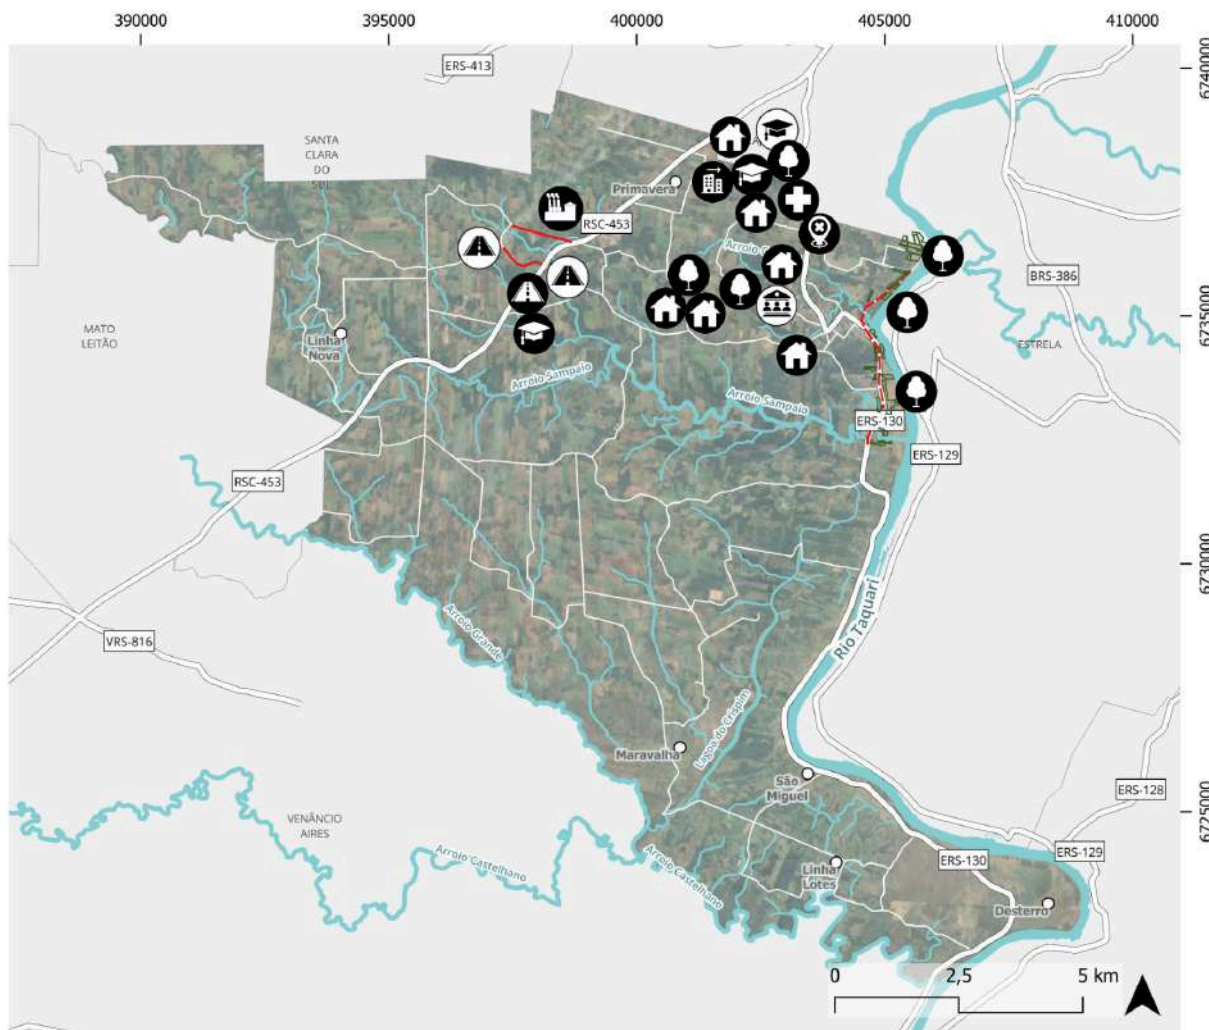 390000
395000
400000
405000
410000
6740000
ERS-413
SANTA
CLARA
DO
SUL
Primavera
RSC-453
BRS-386
MATO
LEITÃO
Linha
Nova
6735000
ESTRELA
Arroio Sampaio
Arroio Sampaio
ERS-130
ERS-129
RSC-453
6730000
Arroio Grande
Rio Taquari
VRS-816
Lagoa do Crispim
Maravalha
São
Miguel
ERS-128
6725000
VENÂNCIO
AIRES
Arroio Castelhano
Arroio Castelhano
ERS-130
ERS-129
Linha
Lotes
Desterro
0
2,5
5 km